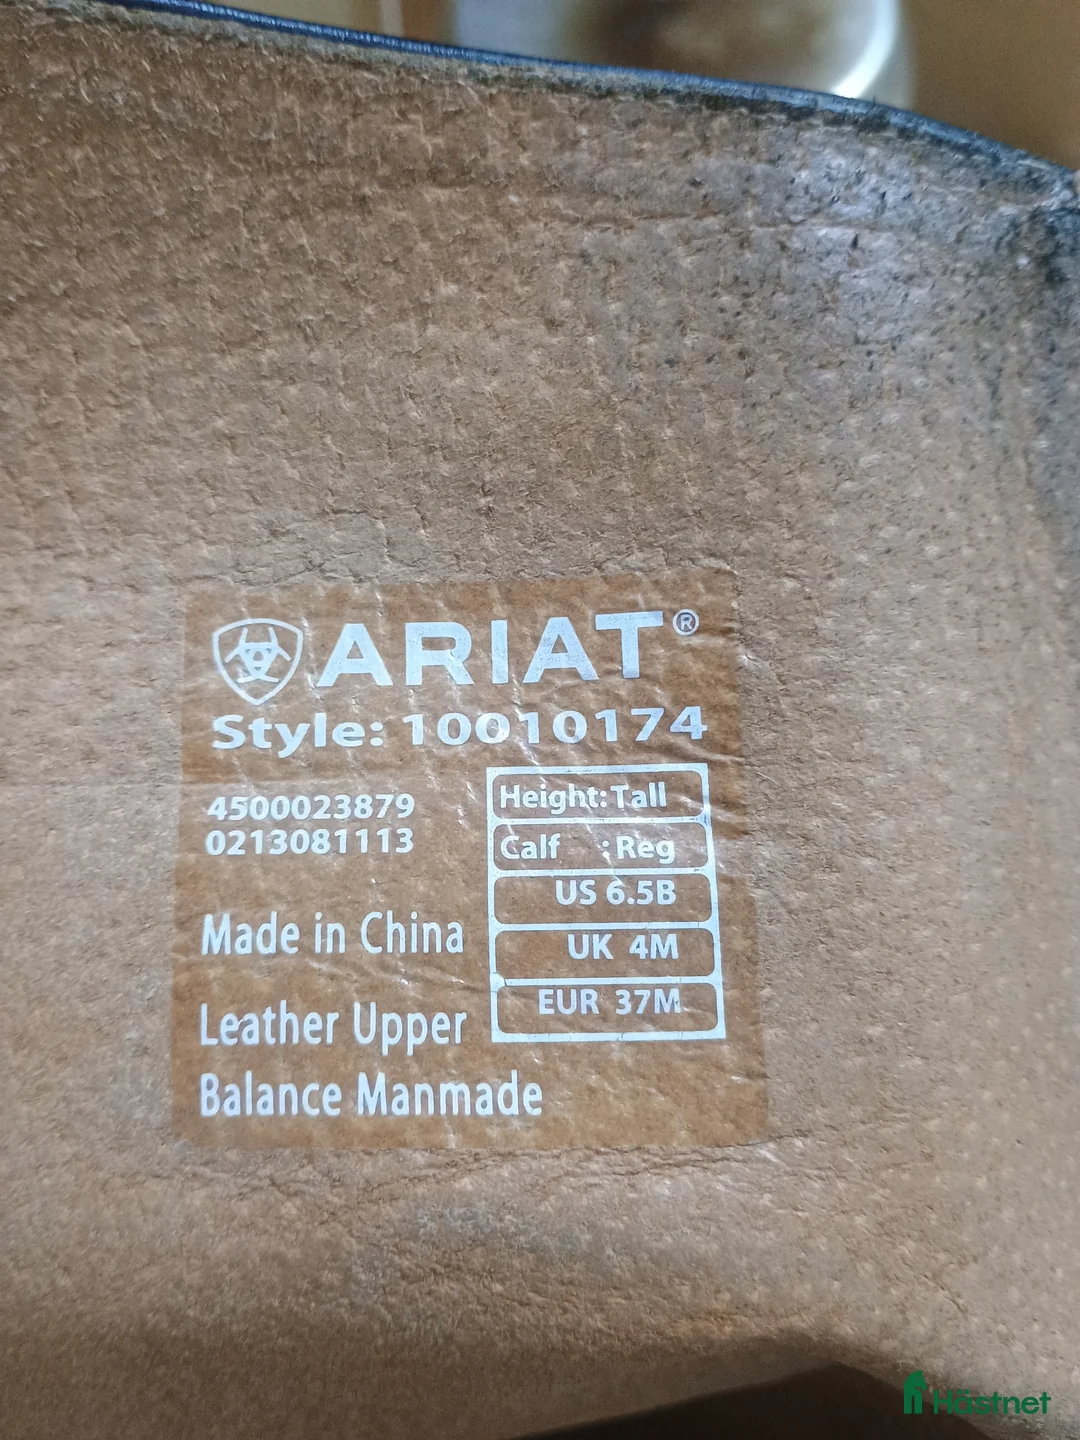 ARIAT®
Style: 10010174
4500023879
0213081113
Height: Tall
Calf : Reg
US 6.5B
UK 4M
EUR 37M
Made in China
Leather Upper
Balance Manmade
Hästnet